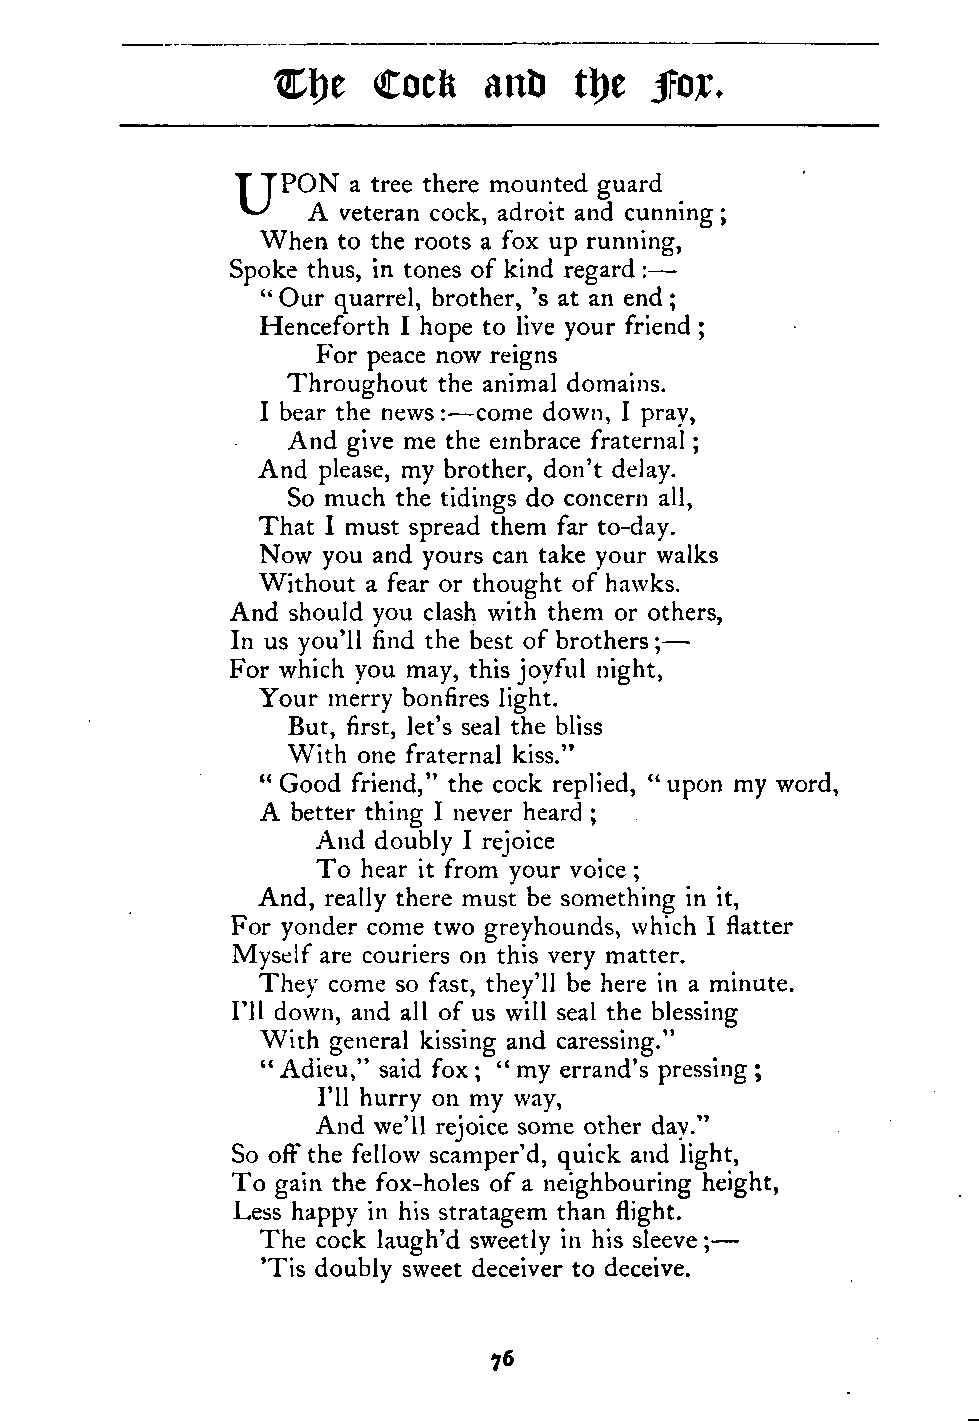 The Cock and the Fox.
UPON a tree there mounted guard
A veteran cock, adroit and cunning;
When to the roots a fox up running,
Spoke thus, in tones of kind regard:—
"Our quarrel, brother, 's at an end;
Henceforth I hope to live your friend;
For peace now reigns
Throughout the animal domains.
I bear the news:—come down, I pray,
And give me the embrace fraternal;
And please, my brother, don't delay.
So much the tidings do concern all,
That I must spread them far to-day.
Now you and yours can take your walks
Without a fear or thought of hawks.
And should you clash with them or others,
In us you'll find the best of brothers;—
For which you may, this joyful night,
Your merry bonfires light.
But, first, let's seal the bliss
With one fraternal kiss."
"Good friend," the cock replied, "upon my word,
A better thing I never heard;
And doubly I rejoice
To hear it from your voice;
And, really there must be something in it,
For yonder come two greyhounds, which I flatter
Myself are couriers on this very matter.
They come so fast, they'll be here in a minute.
I'll down, and all of us will seal the blessing
With general kissing and caressing."
"Adieu," said fox; "my errand's pressing;
I'll hurry on my way,
And we'll rejoice some other day."
So off the fellow scamper'd, quick and light,
To gain the fox-holes of a neighbouring height,
Less happy in his stratagem than flight.
The cock laugh'd sweetly in his sleeve;—
'Tis doubly sweet deceiver to deceive.
76